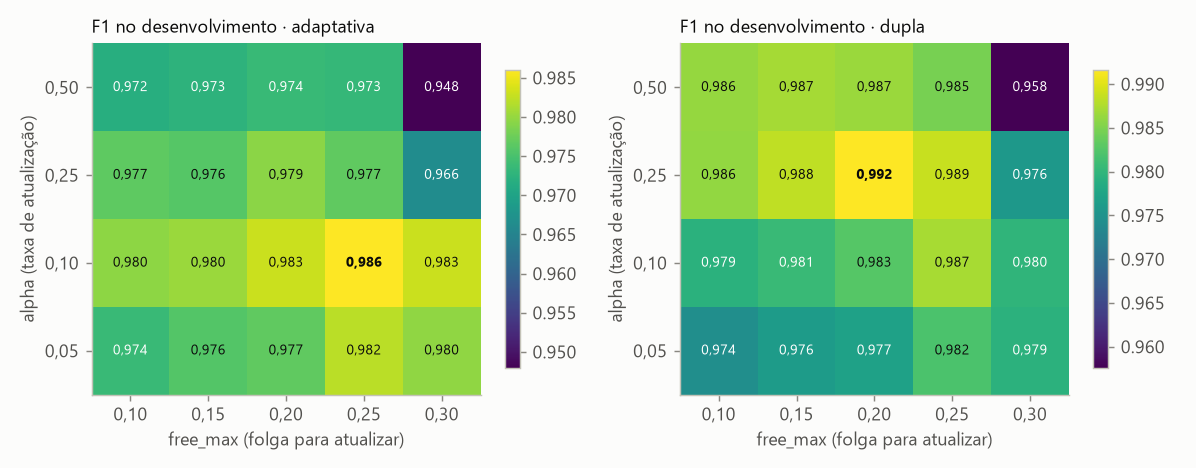 F1 no desenvolvimento · adaptativa
alpha (taxa de atualização)
0,50 0,972 0,973 0,974 0,973 0,948
0,25 0,977 0,976 0,979 0,977 0,966
0,10 0,980 0,980 0,983 0,986 0,983
0,05 0,974 0,976 0,977 0,982 0,980
0,10 0,15 0,20 0,25 0,30
free_max (folga para atualizar)
0.985
0.980
0.975
0.970
0.965
0.960
0.955
0.950
F1 no desenvolvimento · dupla
alpha (taxa de atualização)
0,50 0,986 0,987 0,987 0,985 0,958
0,25 0,986 0,988 0,992 0,989 0,976
0,10 0,979 0,981 0,983 0,987 0,980
0,05 0,974 0,976 0,977 0,982 0,979
0,10 0,15 0,20 0,25 0,30
free_max (folga para atualizar)
0.990
0.985
0.980
0.975
0.970
0.965
0.960